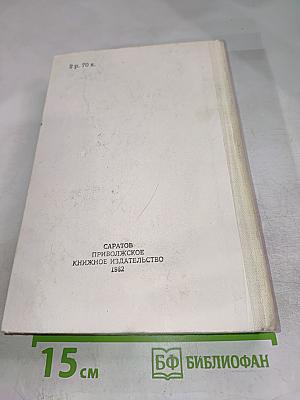 2 р. 70 к.
САРАТОВ
ПРИВОЛЖСКОЕ
КНИЖНОЕ ИЗДАТЕЛЬСТВО
1982
15 см
БФ БИБЛИОФАН